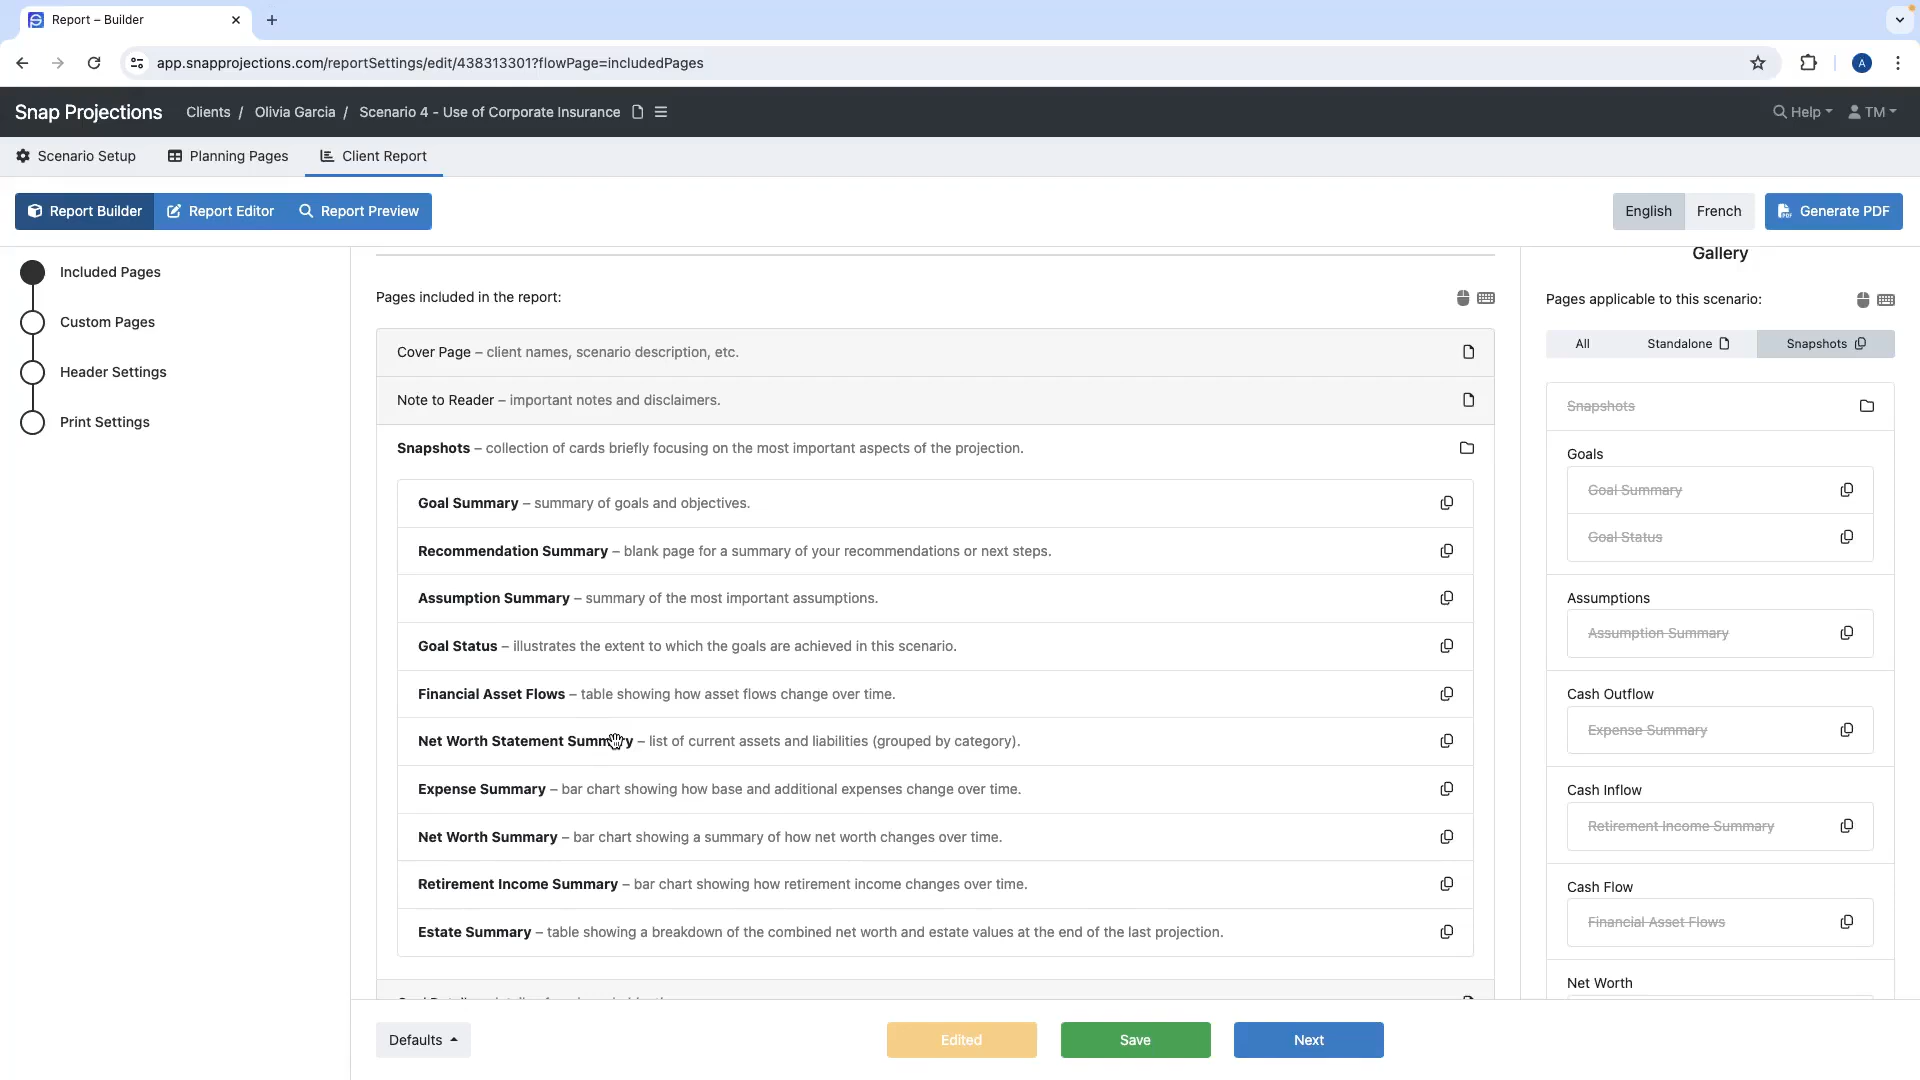 Report – Builder
app.snapprojections.com/reportSettings/edit/438313301?flowPage=includedPages
A
Snap Projections Clients / Olivia Garcia / Scenario 4 - Use of Corporate Insurance Help TM
Scenario Setup Planning Pages Client Report
Report Builder Report Editor Report Preview English French Generate PDF
Included Pages
Custom Pages
Header Settings
Print Settings
Pages included in the report:
Cover Page – client names, scenario description, etc.
Note to Reader – important notes and disclaimers.
Snapshots – collection of cards briefly focusing on the most important aspects of the projection.
Goal Summary – summary of goals and objectives.
Recommendation Summary – blank page for a summary of your recommendations or next steps.
Assumption Summary – summary of the most important assumptions.
Goal Status – illustrates the extent to which the goals are achieved in this scenario.
Financial Asset Flows – table showing how asset flows change over time.
Net Worth Statement Summary – list of current assets and liabilities (grouped by category).
Expense Summary – bar chart showing how base and additional expenses change over time.
Net Worth Summary – bar chart showing a summary of how net worth changes over time.
Retirement Income Summary – bar chart showing how retirement income changes over time.
Estate Summary – table showing a breakdown of the combined net worth and estate values at the end of the last projection.
Gallery
Pages applicable to this scenario:
All Standalone Snapshots
Snapshots
Goals
Goal Summary
Goal Status
Assumptions
Assumption Summary
Cash Outflow
Expense Summary
Cash Inflow
Retirement Income Summary
Cash Flow
Financial Asset Flows
Net Worth
Defaults Edited Save Next